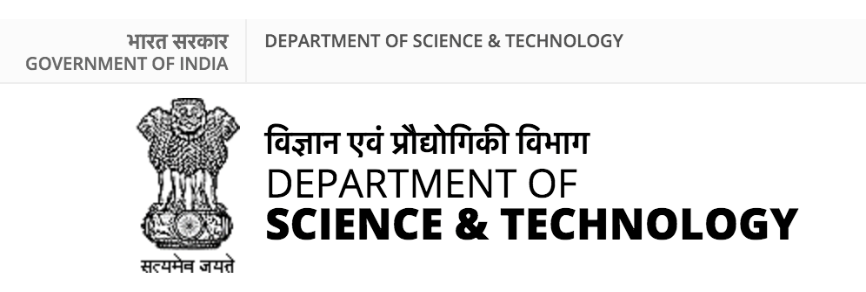 भारत सरकार
GOVERNMENT OF INDIA
DEPARTMENT OF SCIENCE & TECHNOLOGY
विज्ञान एवं प्रौद्योगिकी विभाग
DEPARTMENT OF
SCIENCE & TECHNOLOGY
सत्यमेव जयते